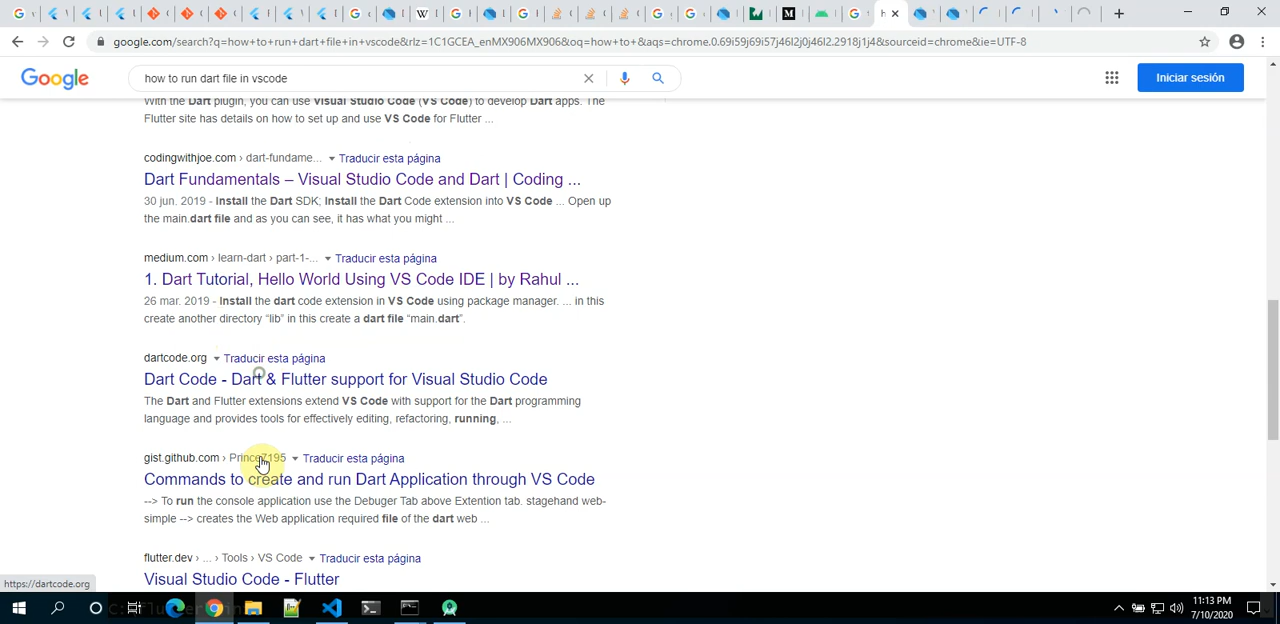 google.com/search?q=how+to+run+dart+file+in+vscode&rlz=1C1GCEA_enMX906MX906&oq=how+to+&aqs=chrome.0.69i59j69i57j46l2j0j46l2.2918j1j4&sourceid=chrome&ie=UTF-8
Google
how to run dart file in vscode
Iniciar sesión
With the Dart plugin, you can use Visual Studio Code (VS Code) to develop Dart apps. The
Flutter site has details on how to set up and use VS Code for Flutter ...
codingwithjoe.com › dart-fundame... Traducir esta página
Dart Fundamentals – Visual Studio Code and Dart | Coding ...
30 jun. 2019 - Install the Dart SDK; Install the Dart Code extension into VS Code ... Open up
the main.dart file and as you can see, it has what you might ...
medium.com › learn-dart › part-1-... Traducir esta página
1. Dart Tutorial, Hello World Using VS Code IDE | by Rahul ...
26 mar. 2019 - Install the dart code extension in VS Code using package manager. ... in this
create another directory “lib” in this create a dart file “main.dart”.
dartcode.org Traducir esta página
Dart Code - Dart & Flutter support for Visual Studio Code
The Dart and Flutter extensions extend VS Code with support for the Dart programming
language and provides tools for effectively editing, refactoring, running, ...
gist.github.com › Prince7195 Traducir esta página
Commands to create and run Dart Application through VS Code
--> To run the console application use the Debuger Tab above Extention tab. stagehand web-
simple --> creates the Web application required file of the dart web ...
flutter.dev › ... › Tools › VS Code Traducir esta página
Visual Studio Code - Flutter
https://dartcode.org
11:13 PM
7/10/2020